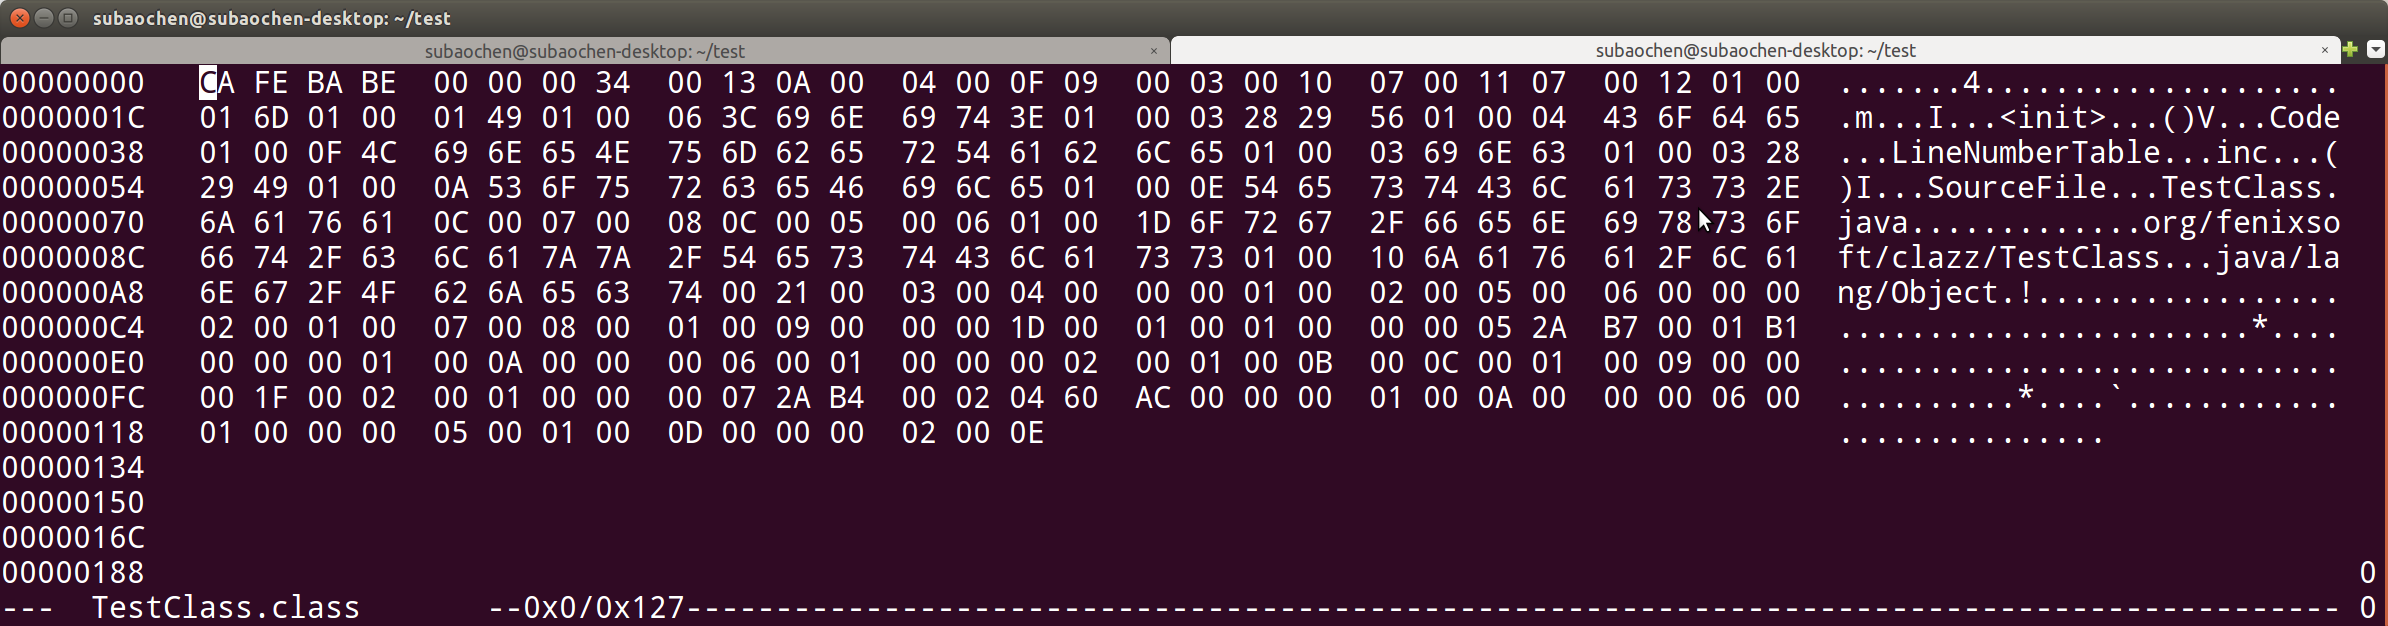 subaochen@subaochen-desktop: ~/test
subaochen@subaochen-desktop: ~/test × subaochen@subaochen-desktop: ~/test ×
00000000 CA FE BA BE 00 00 00 34 00 13 0A 00 04 00 0F 09 00 03 00 10 07 00 11 07 00 12 01 00 .......4....................
0000001C 01 6D 01 00 01 49 01 00 06 3C 69 6E 69 74 3E 01 00 03 28 29 56 01 00 04 43 6F 64 65 .m...I...<init>...()V...Code
00000038 01 00 0F 4C 69 6E 65 4E 75 6D 62 65 72 54 61 62 6C 65 01 00 03 69 6E 63 01 00 03 28 ...LineNumberTable...inc...(
00000054 29 49 01 00 0A 53 6F 75 72 63 65 46 69 6C 65 01 00 0E 54 65 73 74 43 6C 61 73 73 2E )I...SourceFile...TestClass.
00000070 6A 61 76 61 0C 00 07 00 08 0C 00 05 00 06 01 00 1D 6F 72 67 2F 66 65 6E 69 78 73 6F java.............org/fenixso
0000008C 66 74 2F 63 6C 61 7A 7A 2F 54 65 73 74 43 6C 61 73 73 01 00 10 6A 61 76 61 2F 6C 61 ft/clazz/TestClass...java/la
000000A8 6E 67 2F 4F 62 6A 65 63 74 00 21 00 03 00 04 00 00 00 01 00 02 00 05 00 06 00 00 00 ng/Object.!.................
000000C4 02 00 01 00 07 00 08 00 01 00 09 00 00 00 1D 00 01 00 01 00 00 00 05 2A B7 00 01 B1 .......................*....
000000E0 00 00 00 01 00 0A 00 00 00 06 00 01 00 00 00 02 00 01 00 0B 00 0C 00 01 00 09 00 00 ............................
000000FC 00 1F 00 02 00 01 00 00 00 07 2A B4 00 02 04 60 AC 00 00 00 01 00 0A 00 00 00 06 00 ..........*....`............
00000118 01 00 00 00 05 00 01 00 0D 00 00 00 02 00 0E ...............
00000134
00000150
0000016C
00000188 0
--- TestClass.class --0x0/0x127-------------------------------------------------------------------------------------------- 0